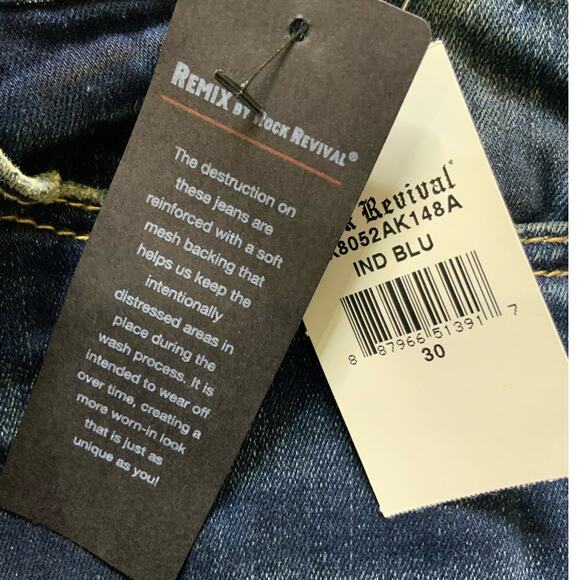 REMIX BY ROCK REVIVAL®
The destruction on
these jeans are
reinforced with a soft
mesh backing that
helps us keep the
intentionally
distressed areas in
place during the
wash process. It is
intended to wear off
over time, creating a
more worn-in look
that is just as
unique as you!
Revival®
8052AK148A
IND BLU
8 87966 51391 7
30